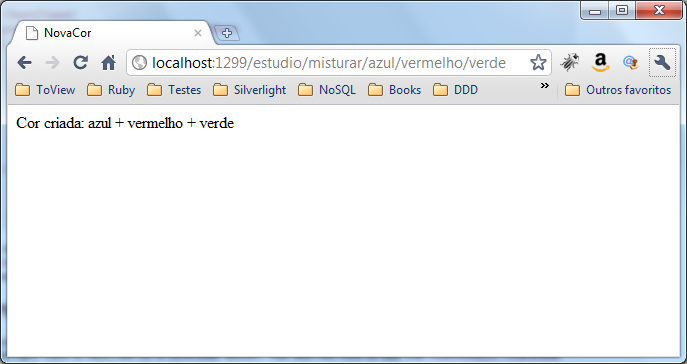 NovaCor
localhost:1299/estudio/misturar/azul/vermelho/verde
ToView Ruby Testes Silverlight NoSQL Books DDD » Outros favoritos
Cor criada: azul + vermelho + verde